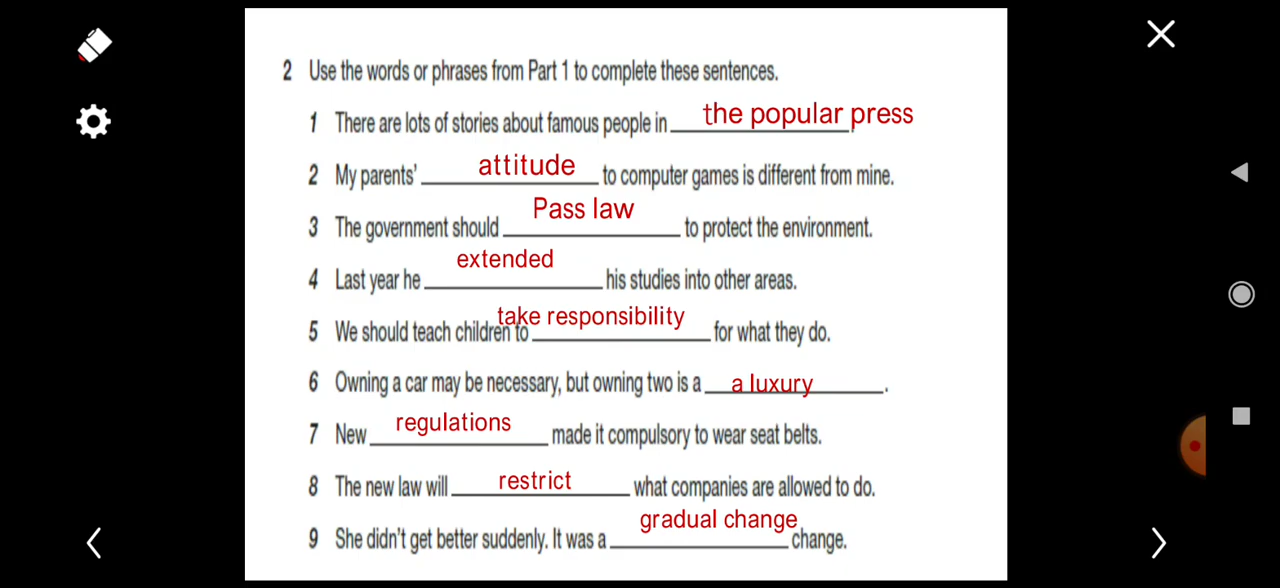 2 Use the words or phrases from Part 1 to complete these sentences.
1 There are lots of stories about famous people in the popular press.
2 My parents' attitude to computer games is different from mine.
3 The government should Pass law to protect the environment.
4 Last year he extended his studies into other areas.
5 We should teach children to take responsibility for what they do.
6 Owning a car may be necessary, but owning two is a a luxury.
7 New regulations made it compulsory to wear seat belts.
8 The new law will restrict what companies are allowed to do.
9 She didn't get better suddenly. It was a gradual change change.